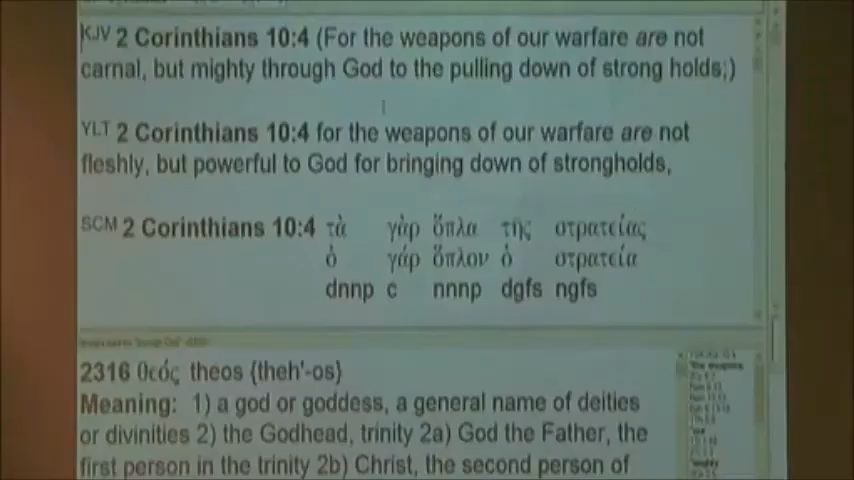 KJV 2 Corinthians 10:4 (For the weapons of our warfare are not
carnal, but mighty through God to the pulling down of strong holds;)
YLT 2 Corinthians 10:4 for the weapons of our warfare are not
fleshly, but powerful to God for bringing down of strongholds,
SCM 2 Corinthians 10:4 τὰ γὰρ ὅπλα τῆς στρατείας
ὁ γάρ ὅπλον ὁ στρατεία
dnnp c nnnp dgfs ngfs
2316 θεός theos {theh'-os}
Meaning: 1) a god or goddess, a general name of deities
or divinities 2) the Godhead, trinity 2a) God the Father, the
first person in the trinity 2b) Christ, the second person of